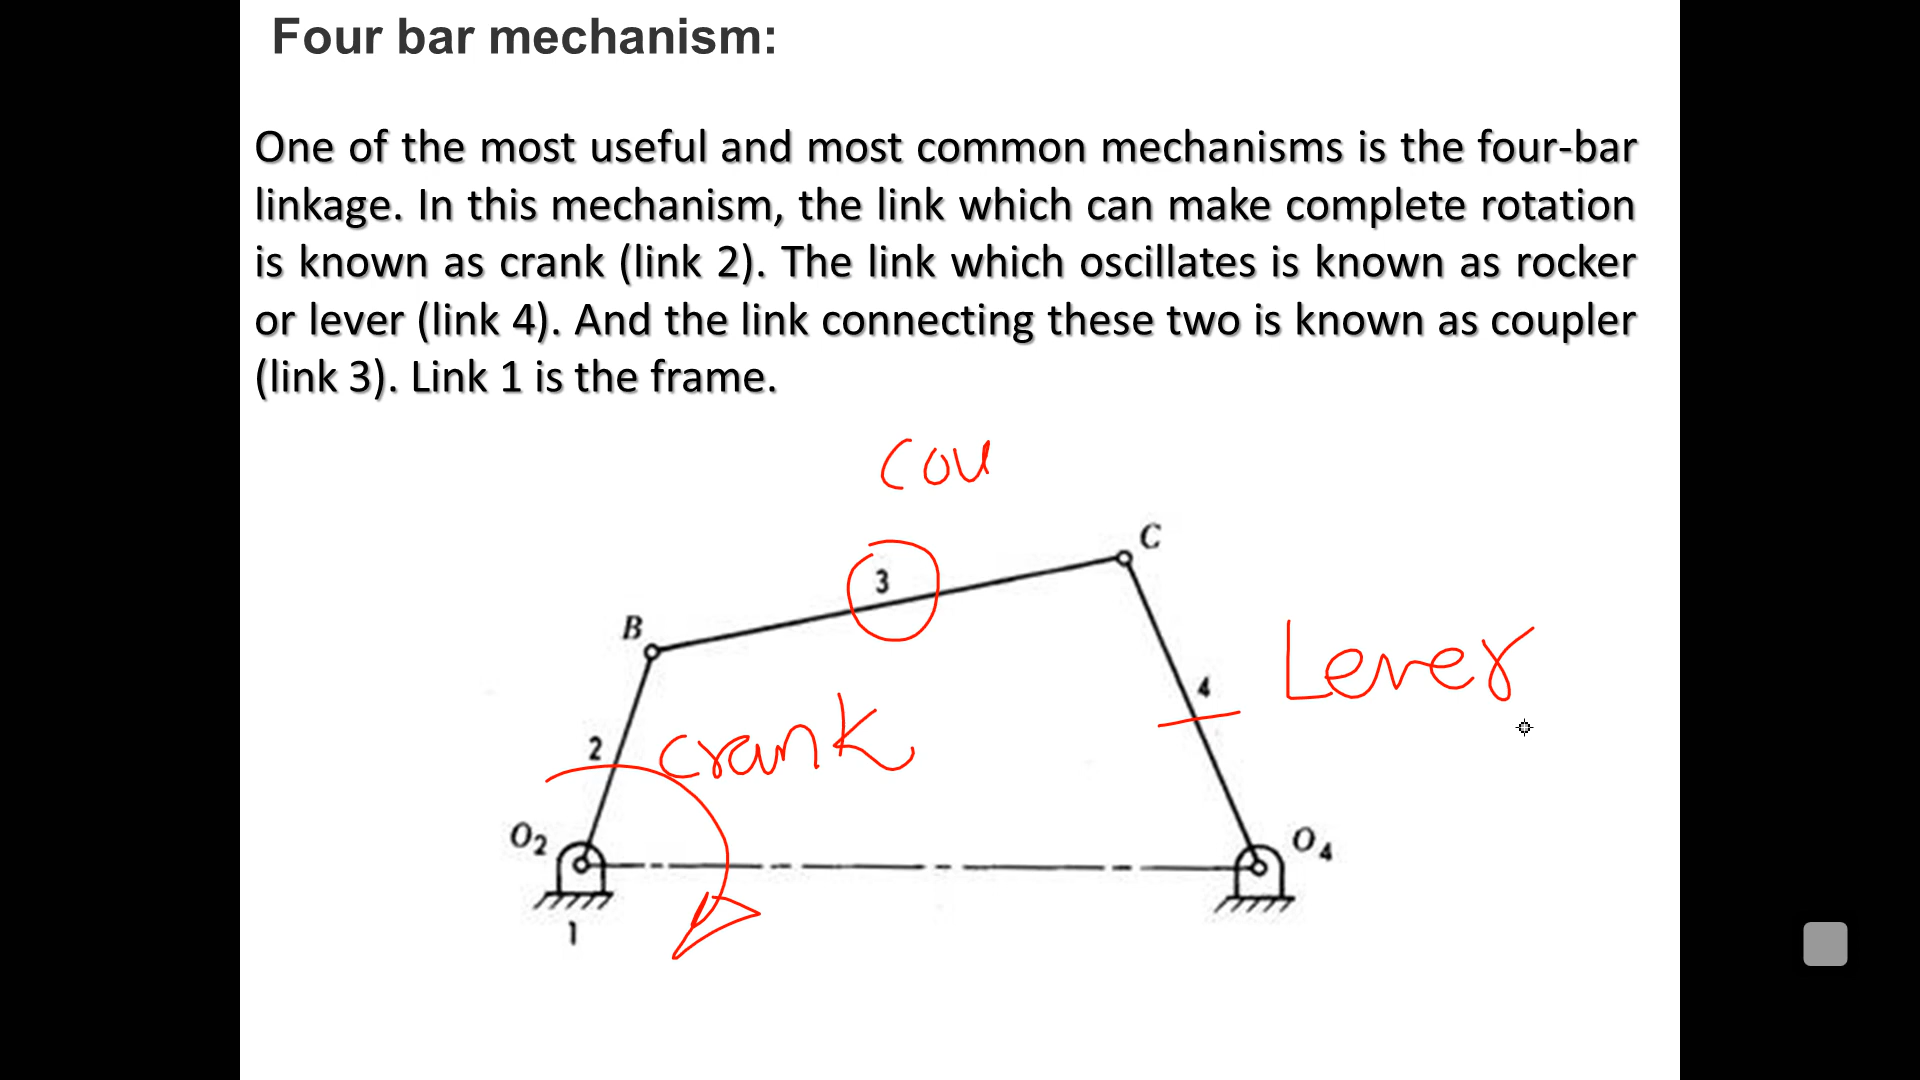 Four bar mechanism:
One of the most useful and most common mechanisms is the four-bar
linkage. In this mechanism, the link which can make complete rotation
is known as crank (link 2). The link which oscillates is known as rocker
or lever (link 4). And the link connecting these two is known as coupler
(link 3). Link 1 is the frame.
cou
C
3
B
Lever
4
crank
2
O2
O4
1